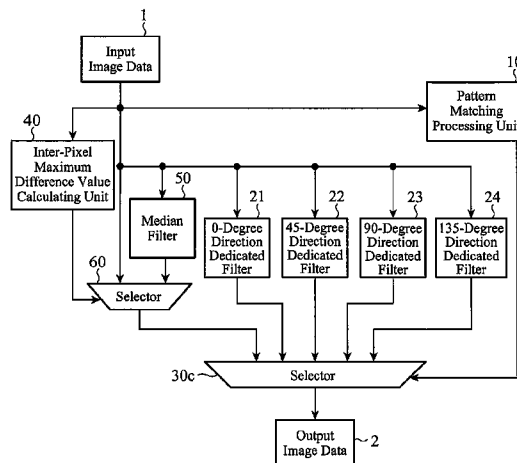 1
Input
Image Data
10
Pattern
Matching
Processing Unit
40
Inter-Pixel
Maximum
Difference Value
Calculating Unit
50
Median
Filter
21
0-Degree
Direction
Dedicated
Filter
22
45-Degree
Direction
Dedicated
Filter
23
90-Degree
Direction
Dedicated
Filter
24
135-Degree
Direction
Dedicated
Filter
60
Selector
30c
Selector
Output
Image Data
2